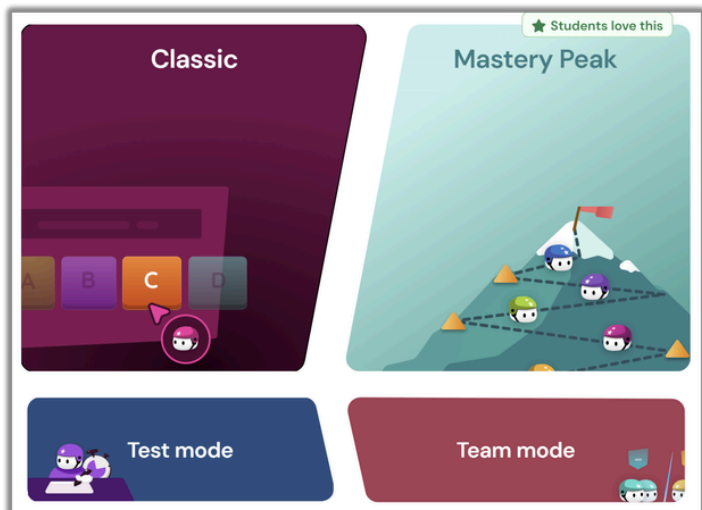 Students love this
Classic
Mastery Peak
A B C D
Test mode
Team mode